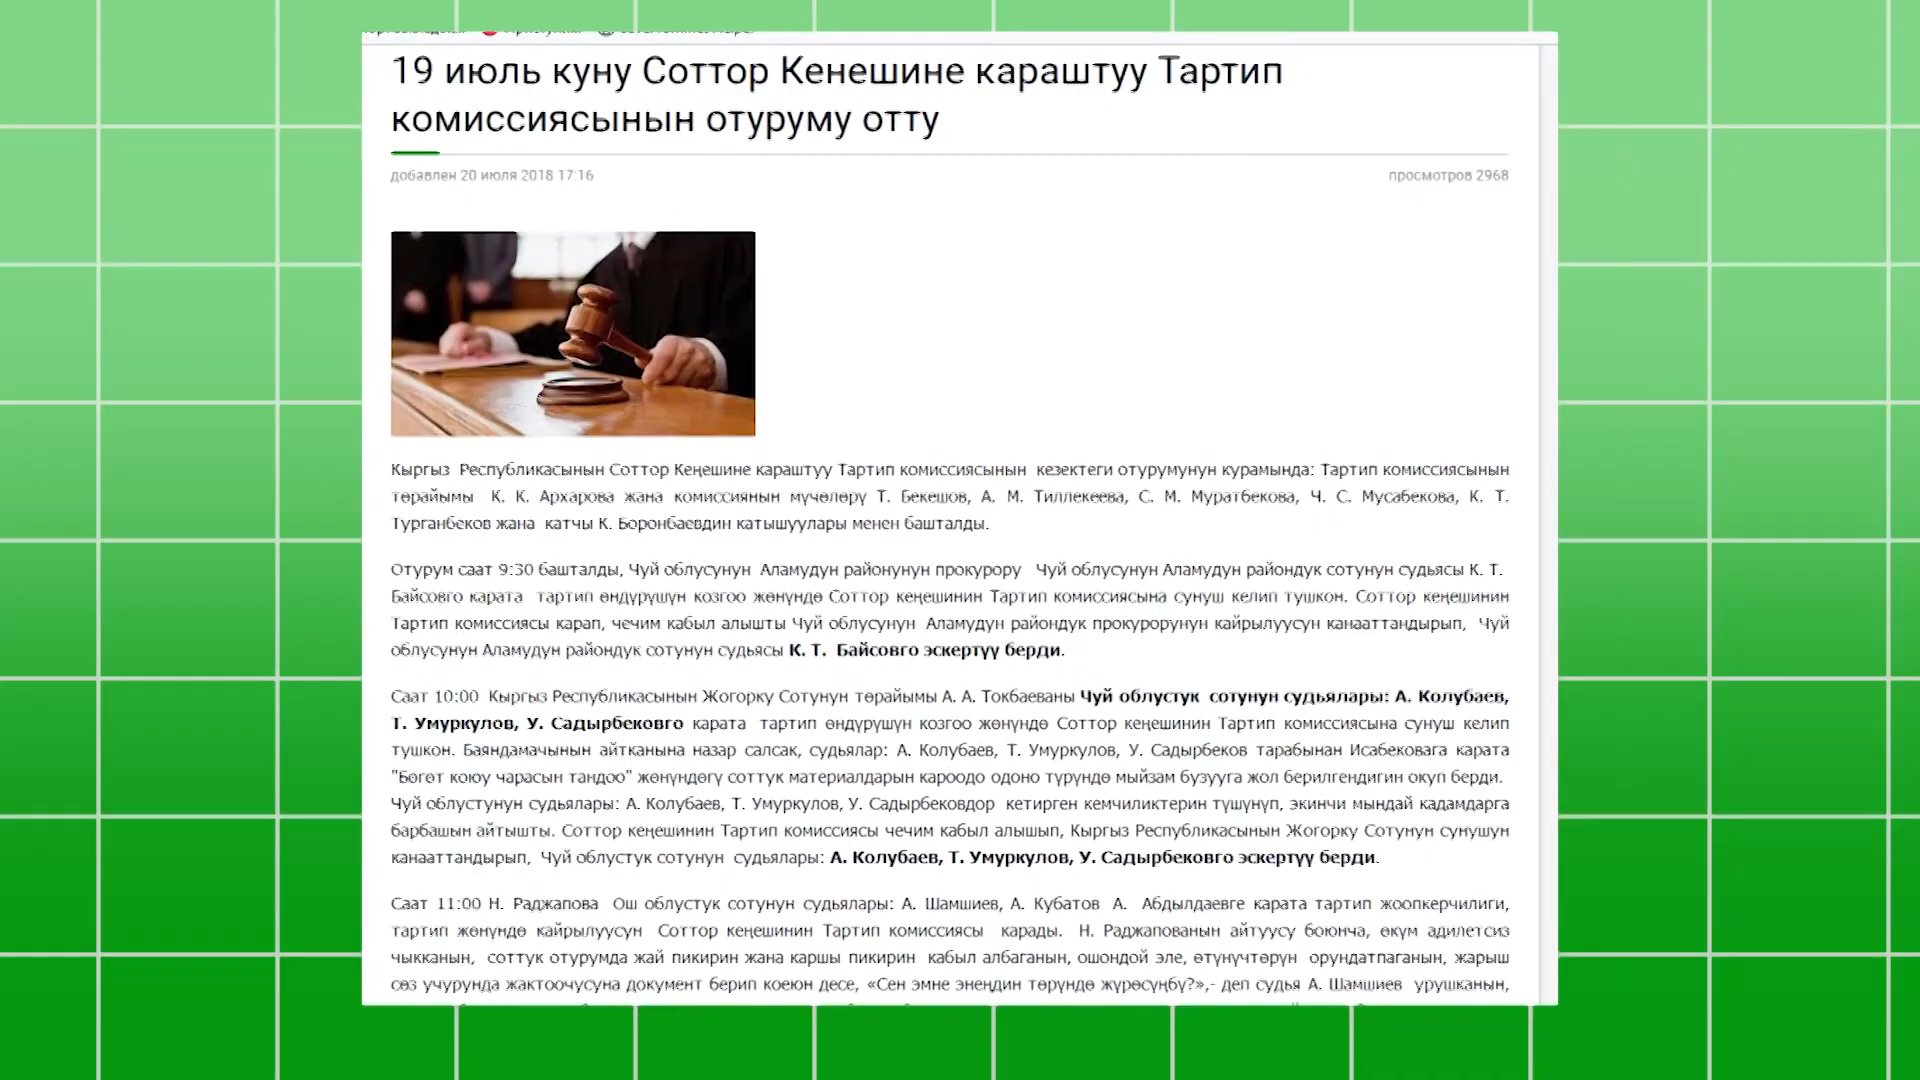 19 июль куну Соттор Кенешине караштуу Тартип
комиссиясынын отуруму отту
добавлен 20 июля 2018 17:16
просмотров 2968
Кыргыз Республикасынын Соттор Кеңешине караштуу Тартип комиссиясынын кезектеги отурумунун курамында: Тартип комиссиясынын
төрайымы К. К. Архарова жана комиссиянын мүчөлөрү Т. Бекешов, А. М. Тиллекеева, С. М. Муратбекова, Ч. С. Мусабекова, К. Т.
Турганбеков жана катчы К. Боронбаевдин катышуулары менен башталды.
Отурум саат 9:30 башталды, Чуй облусунун Аламудун районунун прокурору Чуй облусунун Аламудун райондук сотунун судьясы К. Т.
Байсовго карата тартип өндүрүшүн козгоо жөнүндө Соттор кеңешинин Тартип комиссиясына сунуш келип тушкон. Соттор кеңешинин
Тартип комиссиясы карап, чечим кабыл алышты Чуй облусунун Аламудун райондук прокурорунун кайрылуусун канааттандырып, Чуй
облусунун Аламудун райондук сотунун судьясы К. Т. Байсовго эскертүү берди.
Саат 10:00 Кыргыз Республикасынын Жогорку Сотунун төрайымы А. А. Токбаеваны Чуй облустук сотунун судьялары: А. Колубаев,
Т. Умуркулов, У. Садырбековго карата тартип өндүрүшүн козгоо жөнүндө Соттор кеңешинин Тартип комиссиясына сунуш келип
тушкон. Баяндамачынын айтканына назар салсак, судьялар: А. Колубаев, Т. Умуркулов, У. Садырбеков тарабынан Исабековага карата
"Бөгөт коюу чарасын тандоо" жөнүндөгү соттук материалдарын кароодо одоно түрүндө мыйзам бузууга жол берилгендигин окуп берди.
Чуй облустунун судьялары: А. Колубаев, Т. Умуркулов, У. Садырбековдор кетирген кемчиликтерин түшүнүп, экинчи мындай кадамдарга
барбашын айтышты. Соттор кеңешинин Тартип комиссиясы чечим кабыл алышып, Кыргыз Республикасынын Жогорку Сотунун сунушун
канааттандырып, Чуй облустук сотунун судьялары: А. Колубаев, Т. Умуркулов, У. Садырбековго эскертүү берди.
Саат 11:00 Н. Раджапова Ош облустук сотунун судьялары: А. Шамшиев, А. Кубатов А. Абдылдаевге карата тартип жоопкерчилиги,
тартип жөнүндө кайрылуусун Соттор кеңешинин Тартип комиссиясы карады. Н. Раджапованын айтуусу боюнча, өкүм адилетсиз
чыкканын, соттук отурумда жай пикирин жана каршы пикирин кабыл албаганын, ошондой эле, өтүнүчтөрүн орундатпаганын, жарыш
сөз учурунда жактоочусуна документ берип коеюн десе, «Сен эмне энеңдин төрүндө жүрөсүңбү?»,- деп судья А. Шамшиев урушканын,